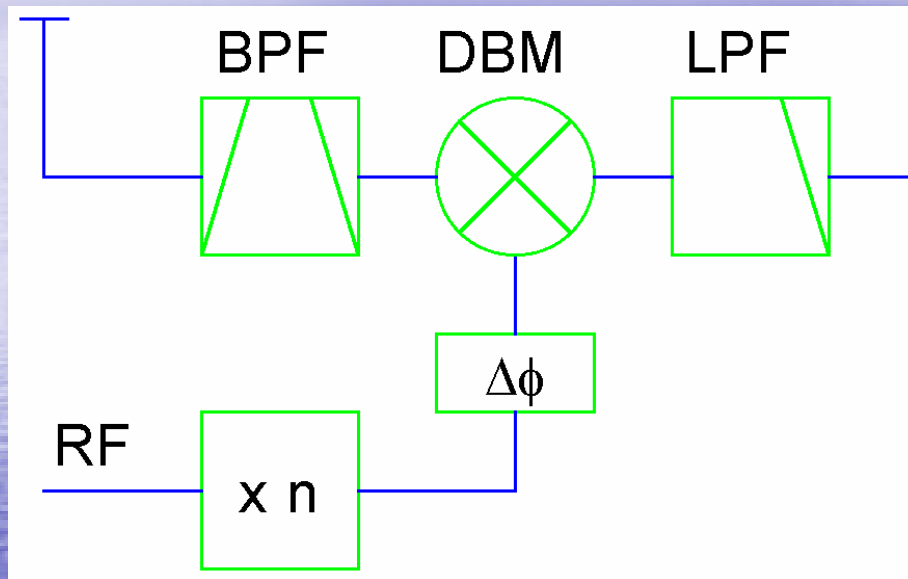 BPF DBM LPF
Δϕ
RF
x n